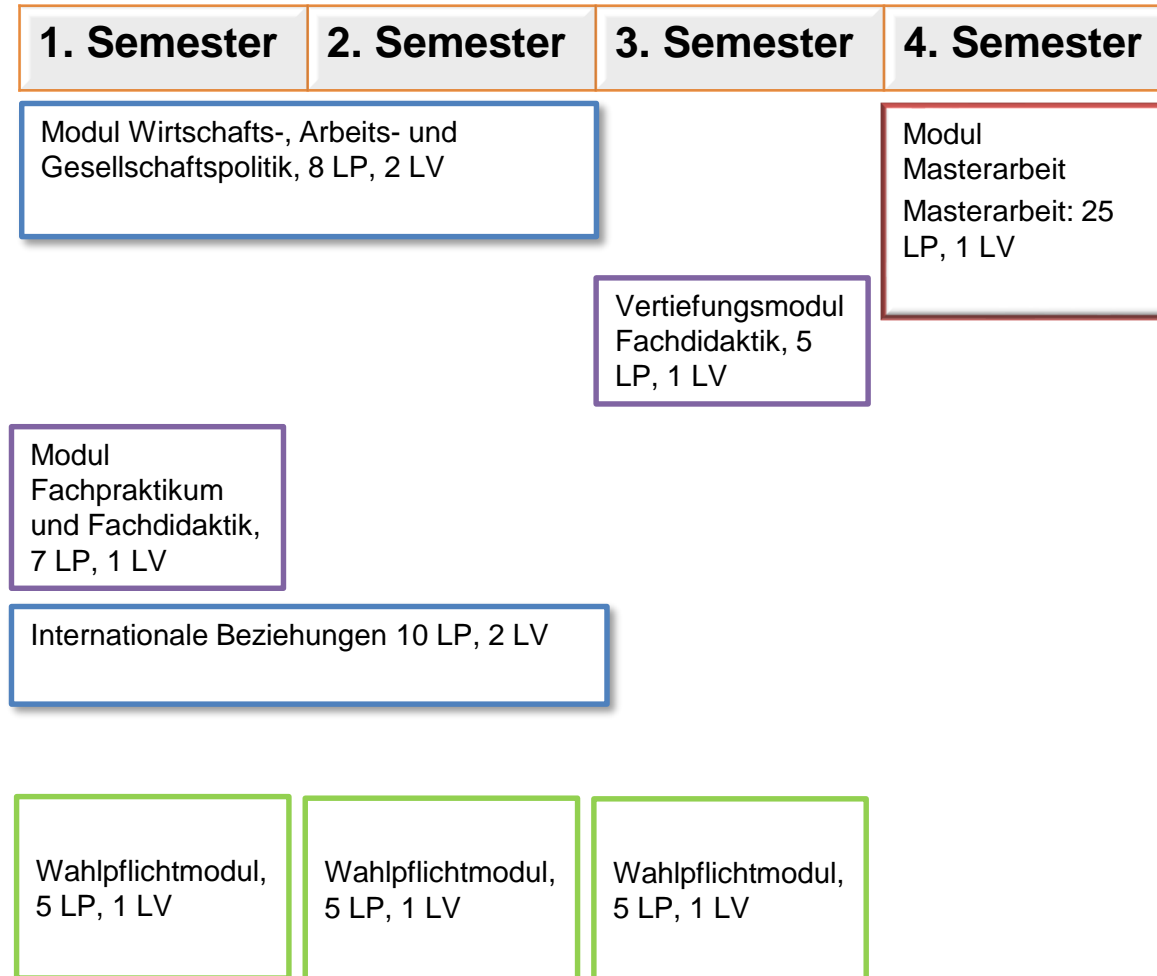 1. Semester 2. Semester 3. Semester 4. Semester
Modul Wirtschafts-, Arbeits- und
Gesellschaftspolitik, 8 LP, 2 LV
Modul
Masterarbeit
Masterarbeit: 25
LP, 1 LV
Vertiefungsmodul
Fachdidaktik, 5
LP, 1 LV
Modul
Fachpraktikum
und Fachdidaktik,
7 LP, 1 LV
Internationale Beziehungen 10 LP, 2 LV
Wahlpflichtmodul,
5 LP, 1 LV
Wahlpflichtmodul,
5 LP, 1 LV
Wahlpflichtmodul,
5 LP, 1 LV